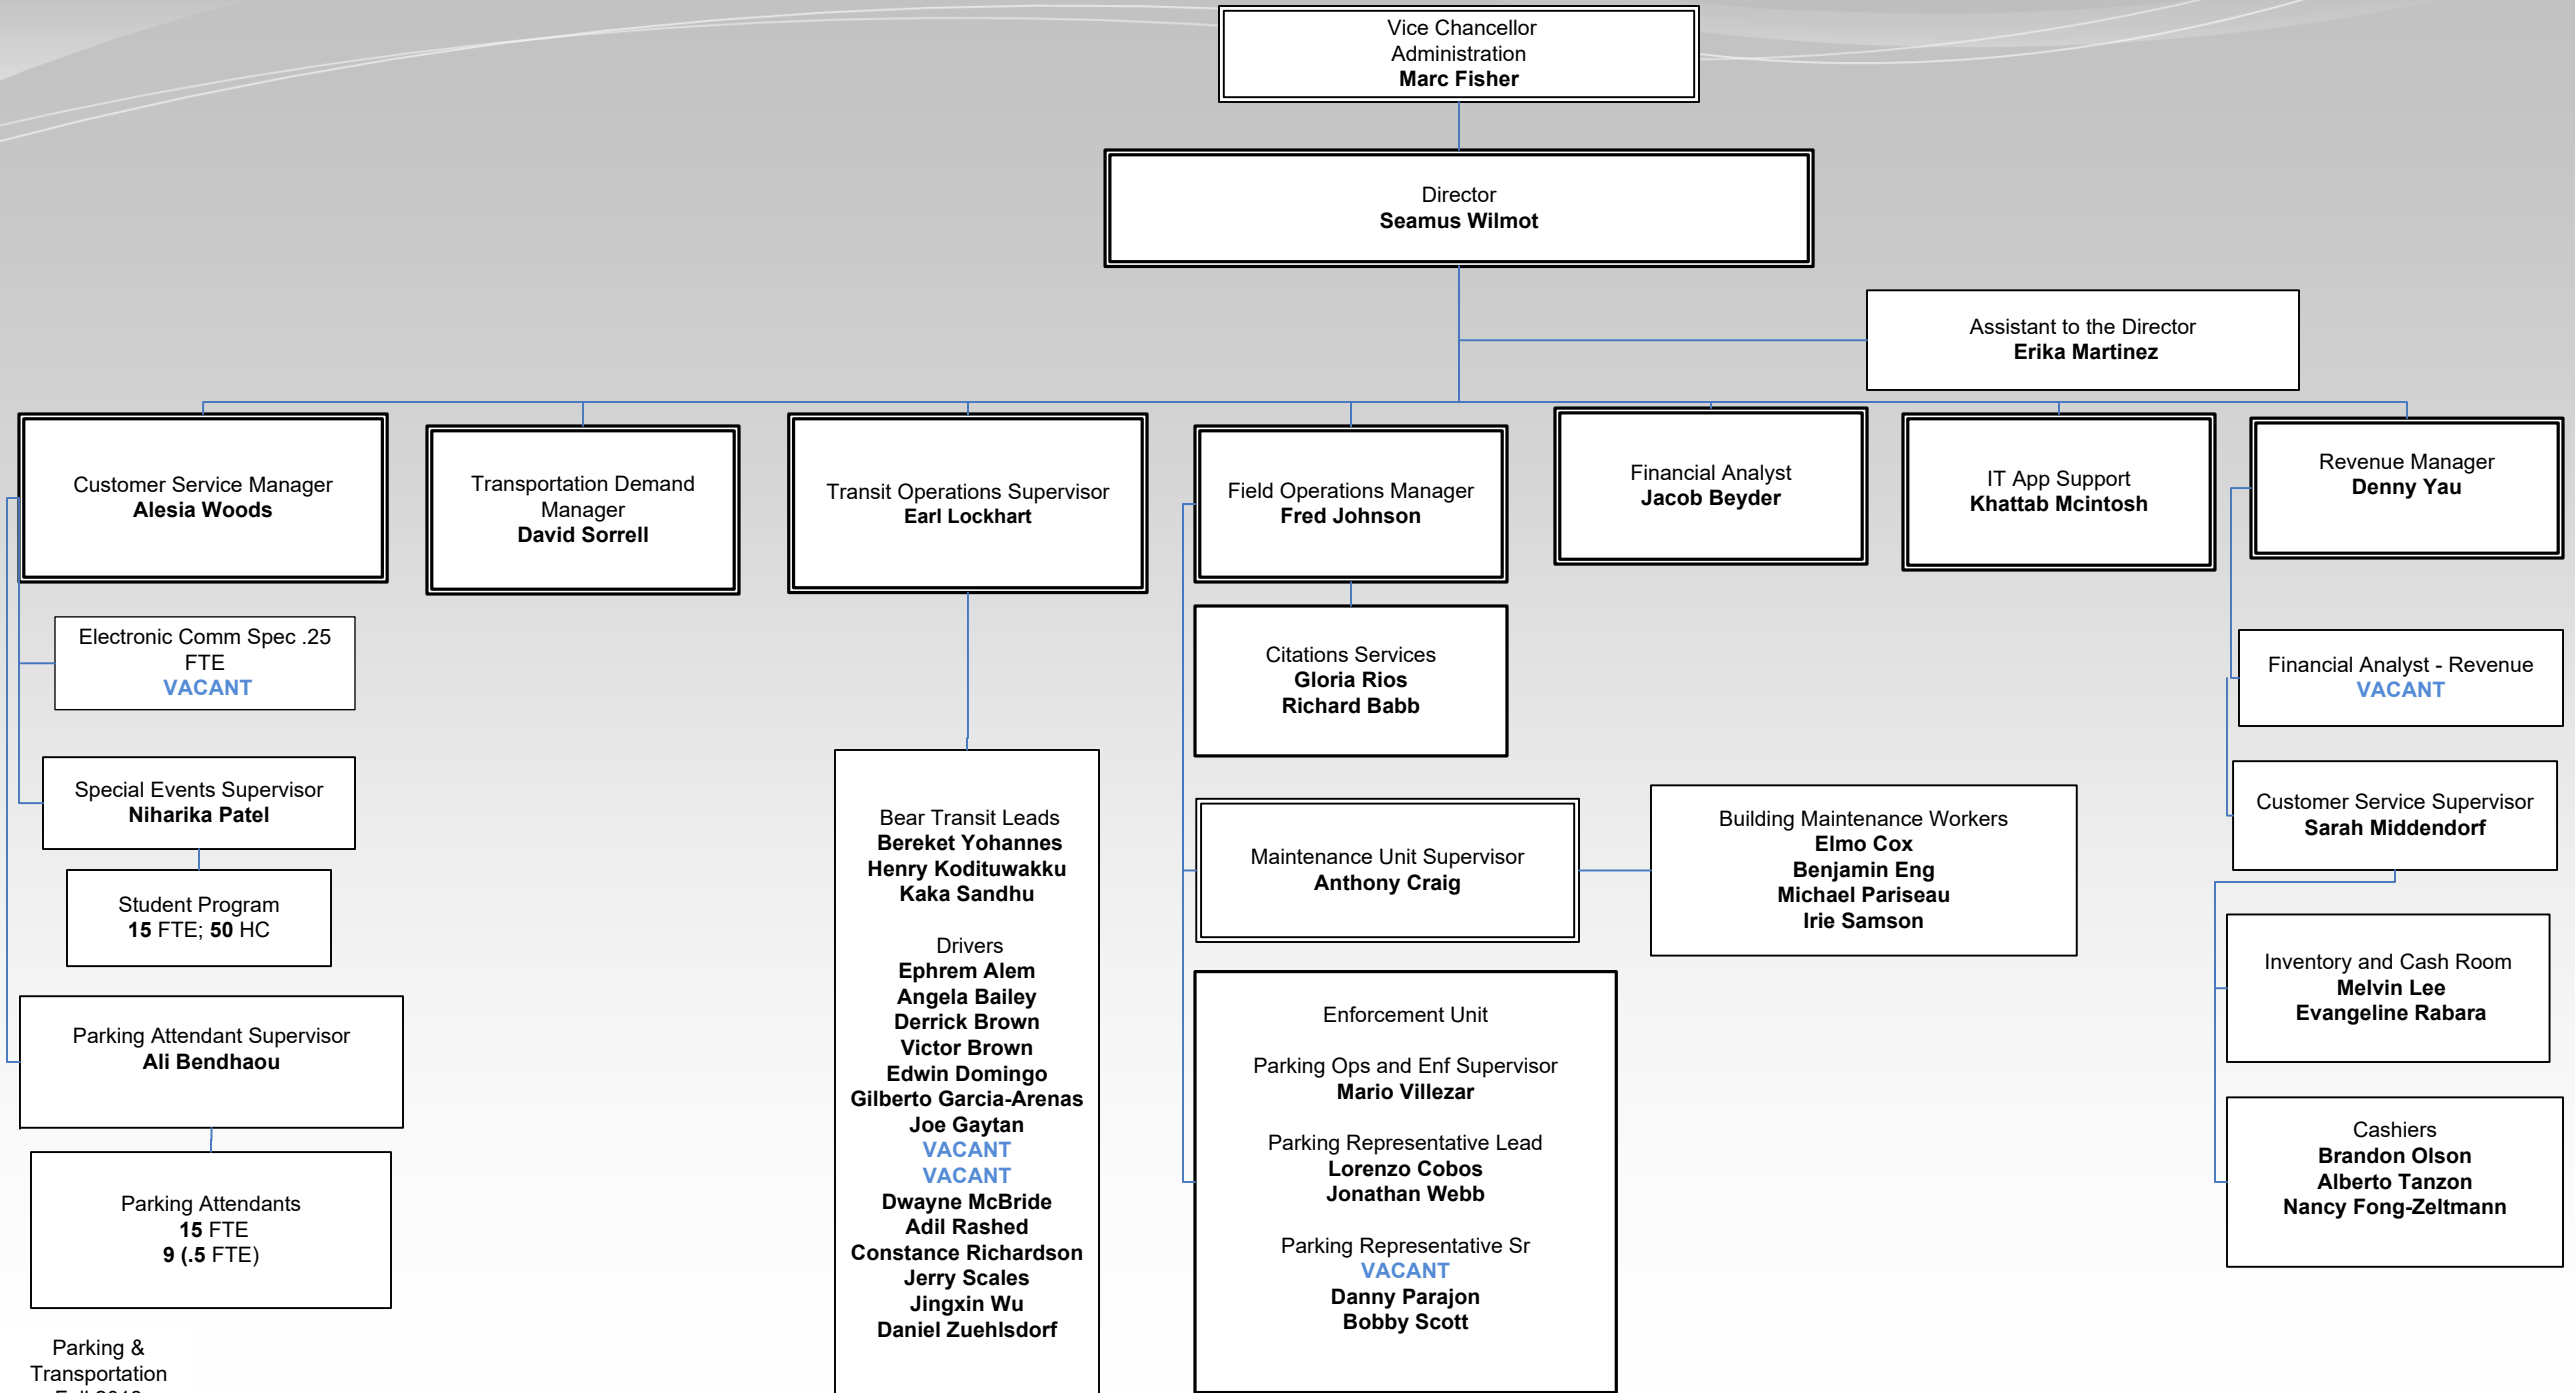 Vice Chancellor
Administration
Marc Fisher
Director
Seamus Wilmot
Assistant to the Director
Erika Martinez
Customer Service Manager
Alesia Woods
Transportation Demand
Manager
David Sorrell
Transit Operations Supervisor
Earl Lockhart
Field Operations Manager
Fred Johnson
Financial Analyst
Jacob Beyder
IT App Support
Khattab Mcintosh
Revenue Manager
Denny Yau
Electronic Comm Spec .25
FTE
VACANT
Special Events Supervisor
Niharika Patel
Student Program
15 FTE; 50 HC
Parking Attendant Supervisor
Ali Bendhaou
Parking Attendants
15 FTE
9 (.5 FTE)
Bear Transit Leads
Bereket Yohannes
Henry Kodituwakku
Kaka Sandhu
Drivers
Ephrem Alem
Angela Bailey
Derrick Brown
Victor Brown
Edwin Domingo
Gilberto Garcia-Arenas
Joe Gaytan
VACANT
VACANT
Dwayne McBride
Adil Rashed
Constance Richardson
Jerry Scales
Jingxin Wu
Daniel Zuehlsdorf
Citations Services
Gloria Rios
Richard Babb
Maintenance Unit Supervisor
Anthony Craig
Building Maintenance Workers
Elmo Cox
Benjamin Eng
Michael Pariseau
Irie Samson
Enforcement Unit
Parking Ops and Enf Supervisor
Mario Villezar
Parking Representative Lead
Lorenzo Cobos
Jonathan Webb
Parking Representative Sr
VACANT
Danny Parajon
Bobby Scott
Financial Analyst - Revenue
VACANT
Customer Service Supervisor
Sarah Middendorf
Inventory and Cash Room
Melvin Lee
Evangeline Rabara
Cashiers
Brandon Olson
Alberto Tanzon
Nancy Fong-Zeltmann
Parking &
Transportation